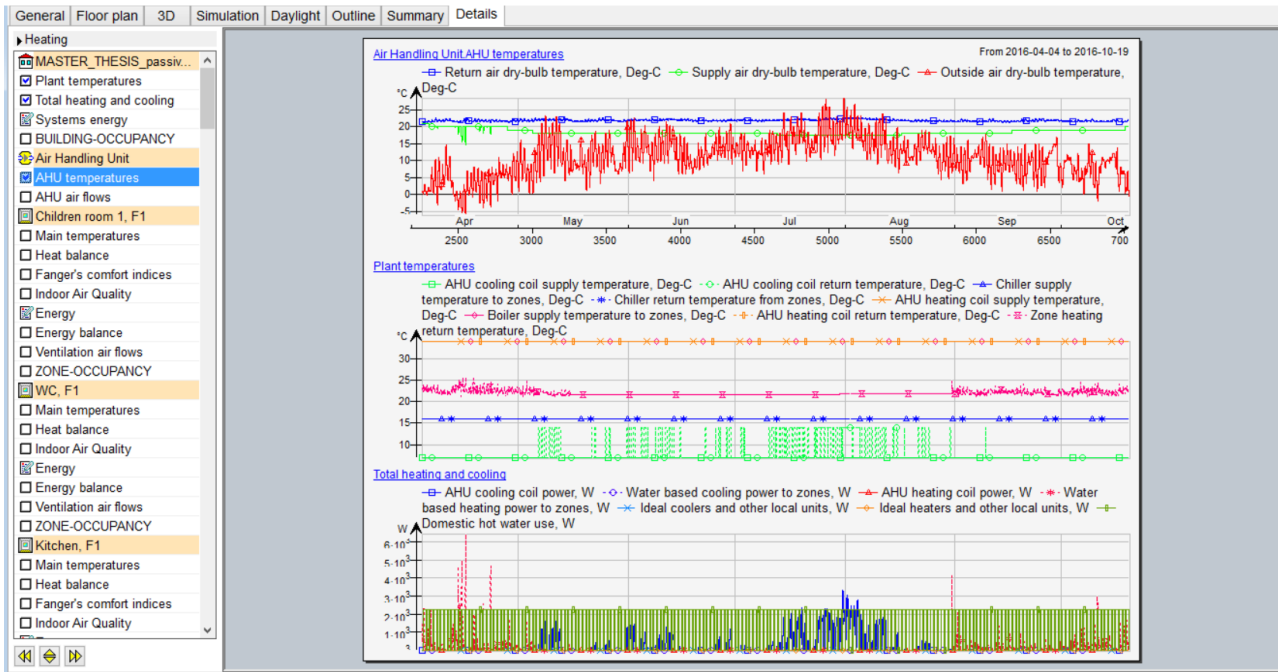 General Floor plan 3D Simulation Daylight Outline Summary Details
Heating
MASTER_THESIS_passiv...
Plant temperatures
Total heating and cooling
Systems energy
BUILDING-OCCUPANCY
Air Handling Unit
AHU temperatures
AHU air flows
Children room 1, F1
Main temperatures
Heat balance
Fanger's comfort indices
Indoor Air Quality
Energy
Energy balance
Ventilation air flows
ZONE-OCCUPANCY
WC, F1
Main temperatures
Heat balance
Indoor Air Quality
Energy
Energy balance
Ventilation air flows
ZONE-OCCUPANCY
Kitchen, F1
Main temperatures
Heat balance
Fanger's comfort indices
Indoor Air Quality
Air Handling Unit.AHU temperatures
From 2016-04-04 to 2016-10-19
Return air dry-bulb temperature, Deg-C Supply air dry-bulb temperature, Deg-C Outside air dry-bulb temperature,
Deg-C
°C
25
20
15
10
5
0
-5
Apr May Jun Jul Aug Sep Oct
2500 3000 3500 4000 4500 5000 5500 6000 6500 700
Plant temperatures
AHU cooling coil supply temperature, Deg-C AHU cooling coil return temperature, Deg-C Chiller supply
temperature to zones, Deg-C Chiller return temperature from zones, Deg-C AHU heating coil supply temperature,
Deg-C Boiler supply temperature to zones, Deg-C AHU heating coil return temperature, Deg-C Zone heating
return temperature, Deg-C
°C
30
25
20
15
10
Total heating and cooling
AHU cooling coil power, W Water based cooling power to zones, W AHU heating coil power, W Water
based heating power to zones, W Ideal coolers and other local units, W Ideal heaters and other local units, W
Domestic hot water use, W
W
6·10³
5·10³
4·10³
3·10³
2·10³
1·10³